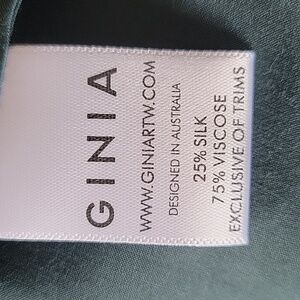 GINIA
WWW.GINIARTW.COM
DESIGNED IN AUSTRALIA
25% SILK
75% VISCOSE
EXCLUSIVE OF TRIMS